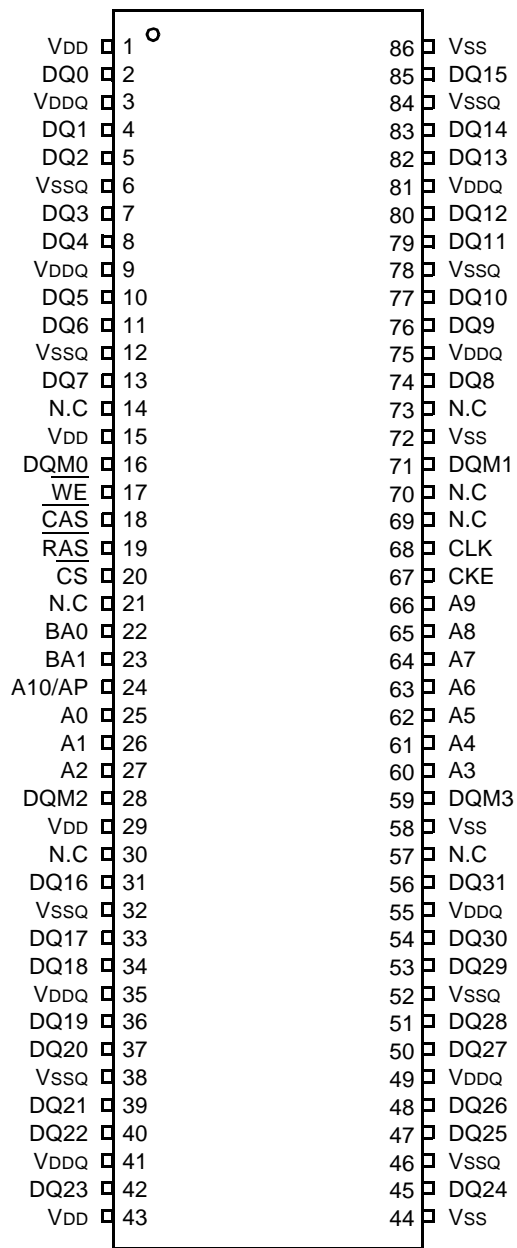 VDD 1 86 VSS
DQ0 2 85 DQ15
VDDQ 3 84 VSSQ
DQ1 4 83 DQ14
DQ2 5 82 DQ13
VSSQ 6 81 VDDQ
DQ3 7 80 DQ12
DQ4 8 79 DQ11
VDDQ 9 78 VSSQ
DQ5 10 77 DQ10
DQ6 11 76 DQ9
VSSQ 12 75 VDDQ
DQ7 13 74 DQ8
N.C 14 73 N.C
VDD 15 72 VSS
DQM0 16 71 DQM1
W̅E̅ 17 70 N.C
C̅A̅S̅ 18 69 N.C
R̅A̅S̅ 19 68 CLK
C̅S̅ 20 67 CKE
N.C 21 66 A9
BA0 22 65 A8
BA1 23 64 A7
A10/AP 24 63 A6
A0 25 62 A5
A1 26 61 A4
A2 27 60 A3
DQM2 28 59 DQM3
VDD 29 58 VSS
N.C 30 57 N.C
DQ16 31 56 DQ31
VSSQ 32 55 VDDQ
DQ17 33 54 DQ30
DQ18 34 53 DQ29
VDDQ 35 52 VSSQ
DQ19 36 51 DQ28
DQ20 37 50 DQ27
VSSQ 38 49 VDDQ
DQ21 39 48 DQ26
DQ22 40 47 DQ25
VDDQ 41 46 VSSQ
DQ23 42 45 DQ24
VDD 43 44 VSS